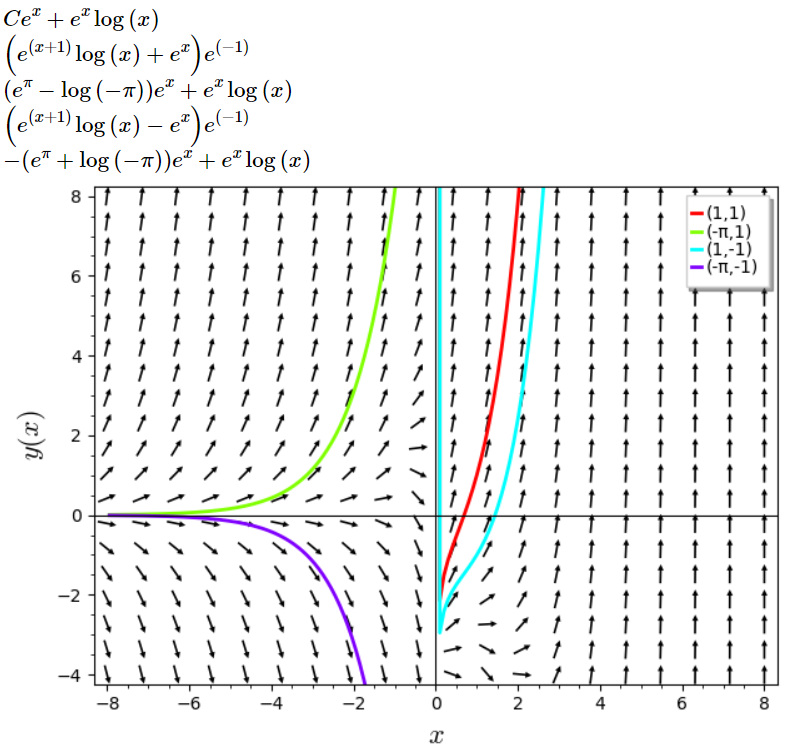 Ce^x + e^x log (x)
(e^(x+1) log (x) + e^x) e^(-1)
(e^π − log (−π))e^x + e^x log (x)
(e^(x+1) log (x) − e^x) e^(-1)
−(e^π + log (−π))e^x + e^x log (x)
8
(1,1)
(-π,1)
(1,-1)
(-π,-1)
6
4
y(x)
2
0
−2
−4
−8 −6 −4 −2 0 2 4 6 8
x